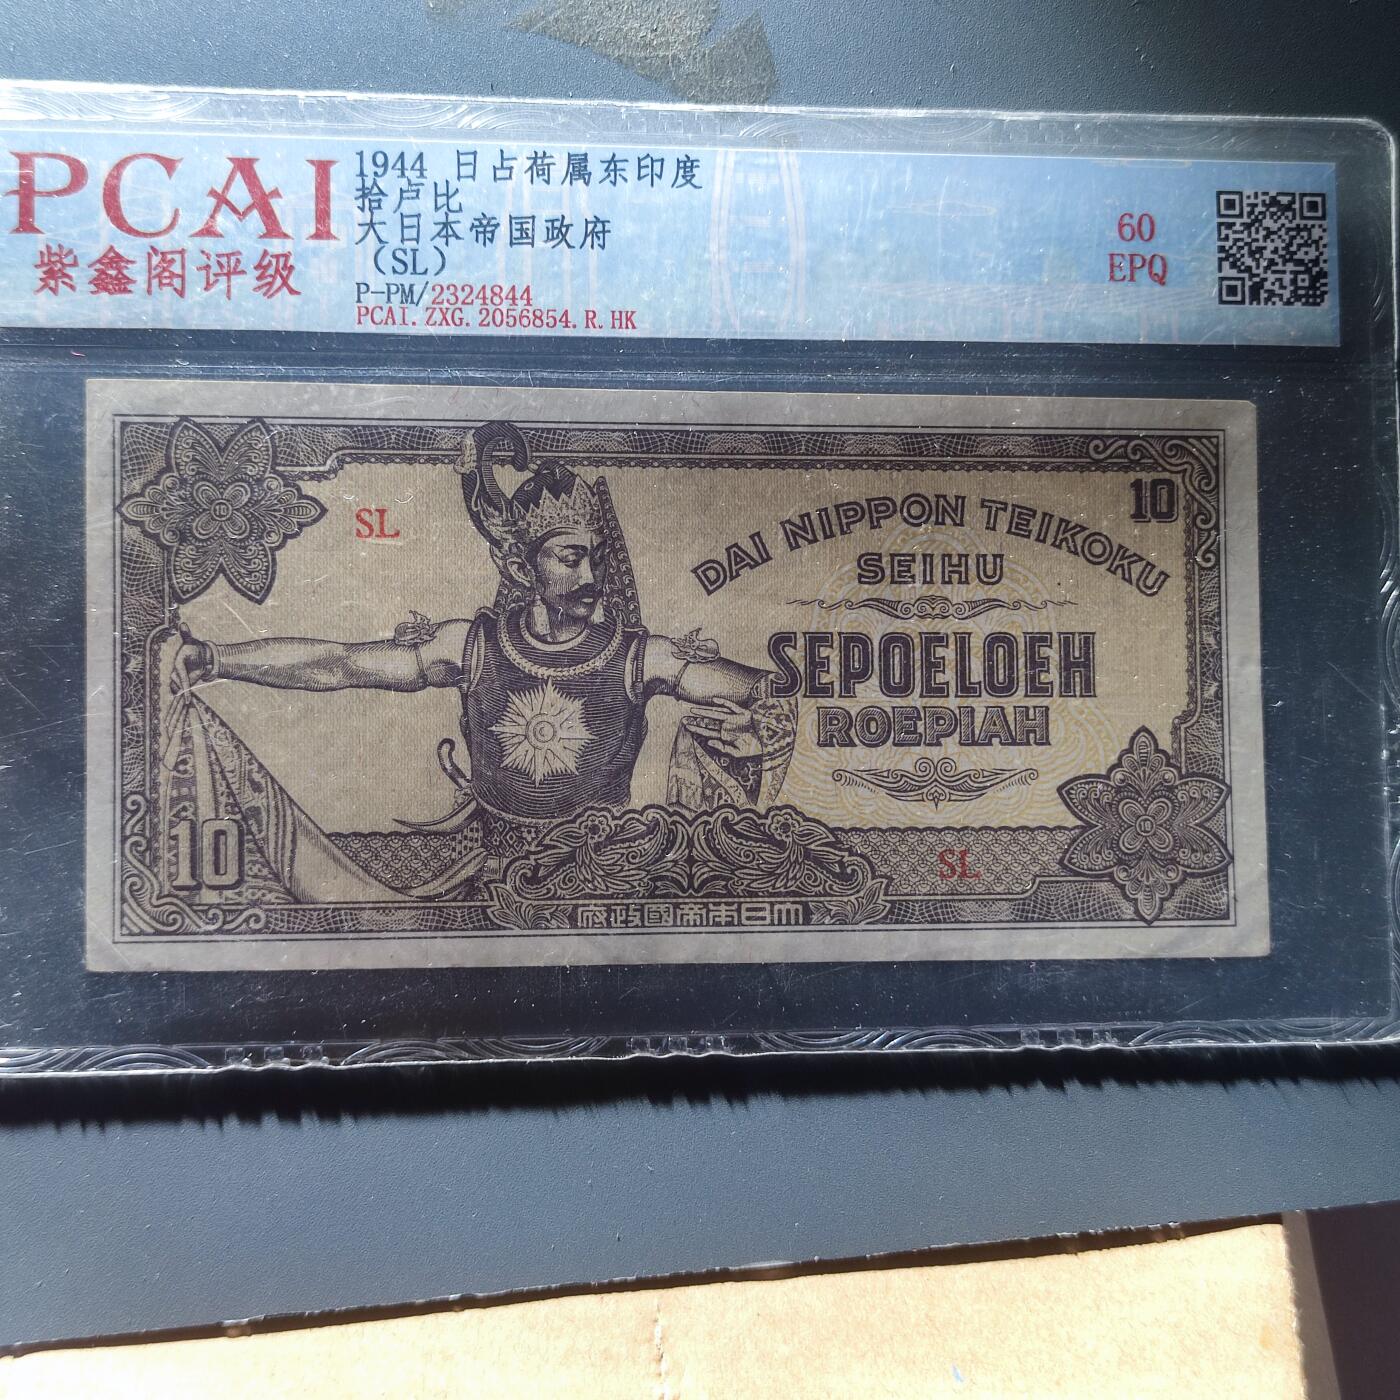 PCAI
紫鑫阁评级
1944 日占荷属东印度
拾卢比
大日本帝国政府
（SL）
P-PM/2324844
PCAI.ZXG.2056854.R.HK
60
EPQ
10
SL
DAI NIPPON TEIKOKU
SEIHU
SEPOELOEH
ROEPIAH
10
SL
府政國帝本日大